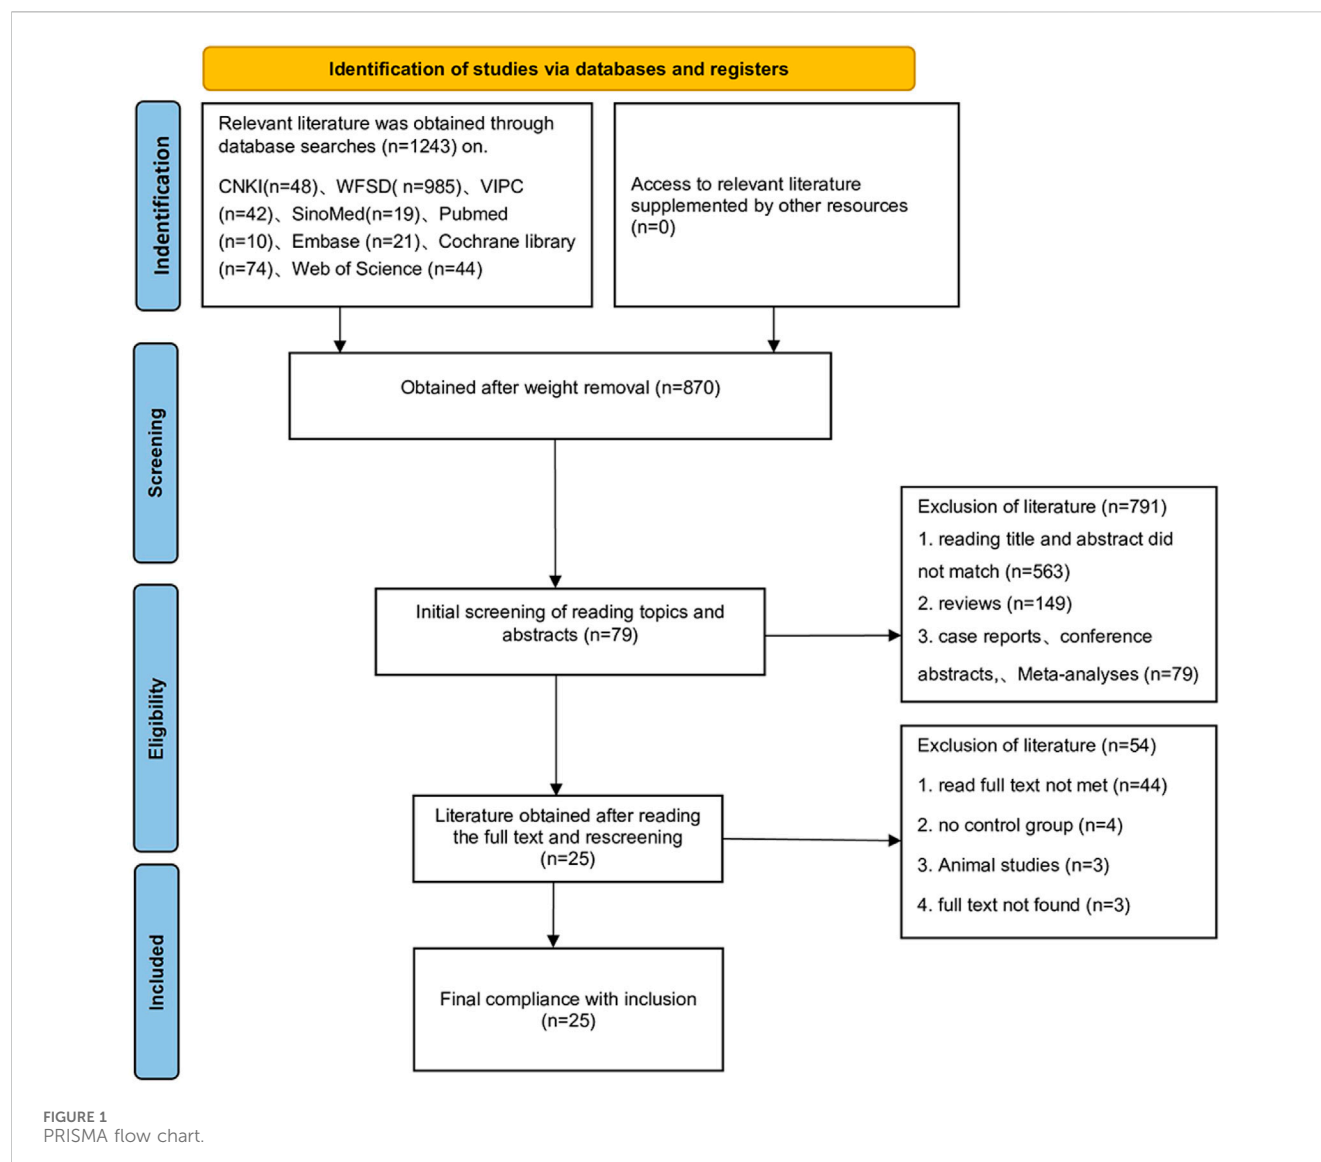 Identification of studies via databases and registers
Indentification
Relevant literature was obtained through
database searches (n=1243) on.
CNKI(n=48)、WFSD( n=985)、VIPC
(n=42)、SinoMed(n=19)、Pubmed
(n=10)、Embase (n=21)、Cochrane library
(n=74)、Web of Science (n=44)
Access to relevant literature
supplemented by other resources
(n=0)
Screening
Obtained after weight removal (n=870)
Exclusion of literature (n=791)
1. reading title and abstract did
not match (n=563)
2. reviews (n=149)
3. case reports、conference
abstracts,、Meta-analyses (n=79)
Eligibility
Initial screening of reading topics and
abstracts (n=79)
Exclusion of literature (n=54)
1. read full text not met (n=44)
2. no control group (n=4)
3. Animal studies (n=3)
4. full text not found (n=3)
Literature obtained after reading
the full text and rescreening
(n=25)
Included
Final compliance with inclusion
(n=25)
FIGURE 1
PRISMA flow chart.